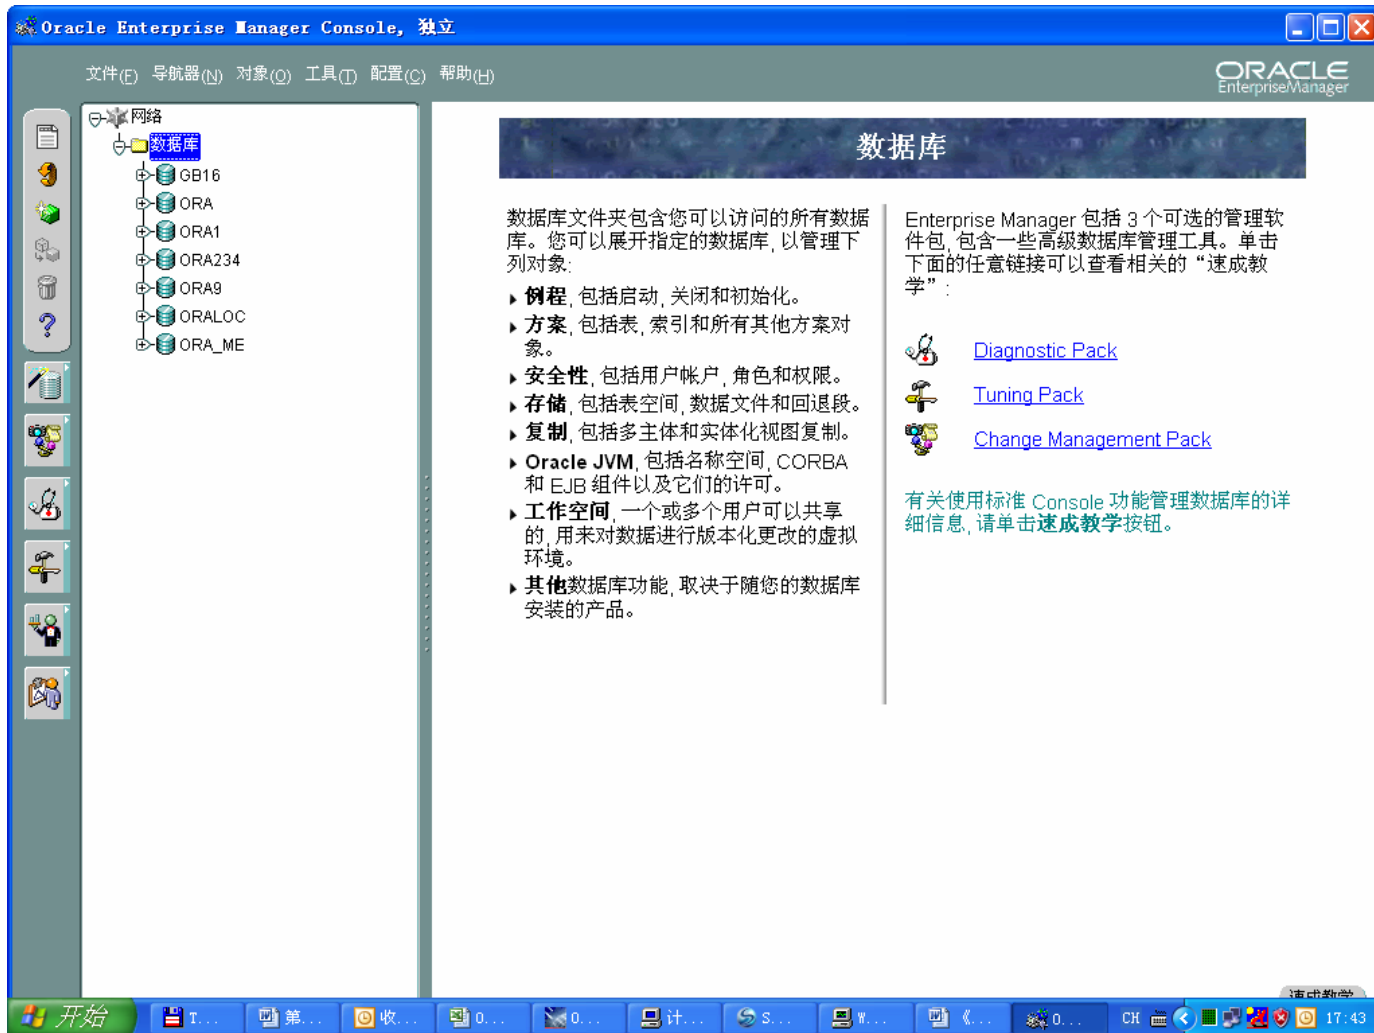 Oracle Enterprise Manager Console, 独立
文件(F) 导航器(N) 对象(O) 工具(T) 配置(C) 帮助(H)
ORACLE
EnterpriseManager
网络
数据库
GB16
ORA
ORA1
ORA234
ORA9
ORALOC
ORA_ME
数据库
数据库文件夹包含您可以访问的所有数据
库。您可以展开指定的数据库, 以管理下
列对象:
例程, 包括启动, 关闭和初始化。
方案, 包括表, 索引和所有其他方案对
象。
安全性, 包括用户帐户, 角色和权限。
存储, 包括表空间, 数据文件和回退段。
复制, 包括多主体和实体化视图复制。
Oracle JVM, 包括名称空间, CORBA
和 EJB 组件以及它们的许可。
工作空间, 一个或多个用户可以共享
的, 用来对数据进行版本化更改的虚拟
环境。
其他数据库功能, 取决于随您的数据库
安装的产品。
Enterprise Manager 包括 3 个可选的管理软
件包, 包含一些高级数据库管理工具。单击
下面的任意链接可以查看相关的“速成教
学”:
Diagnostic Pack
Tuning Pack
Change Management Pack
有关使用标准 Console 功能管理数据库的详
细信息, 请单击速成教学按钮。
速成教学
开始 T... 第... 收... O... O... 计... S... W... 《... O... CH 17:43